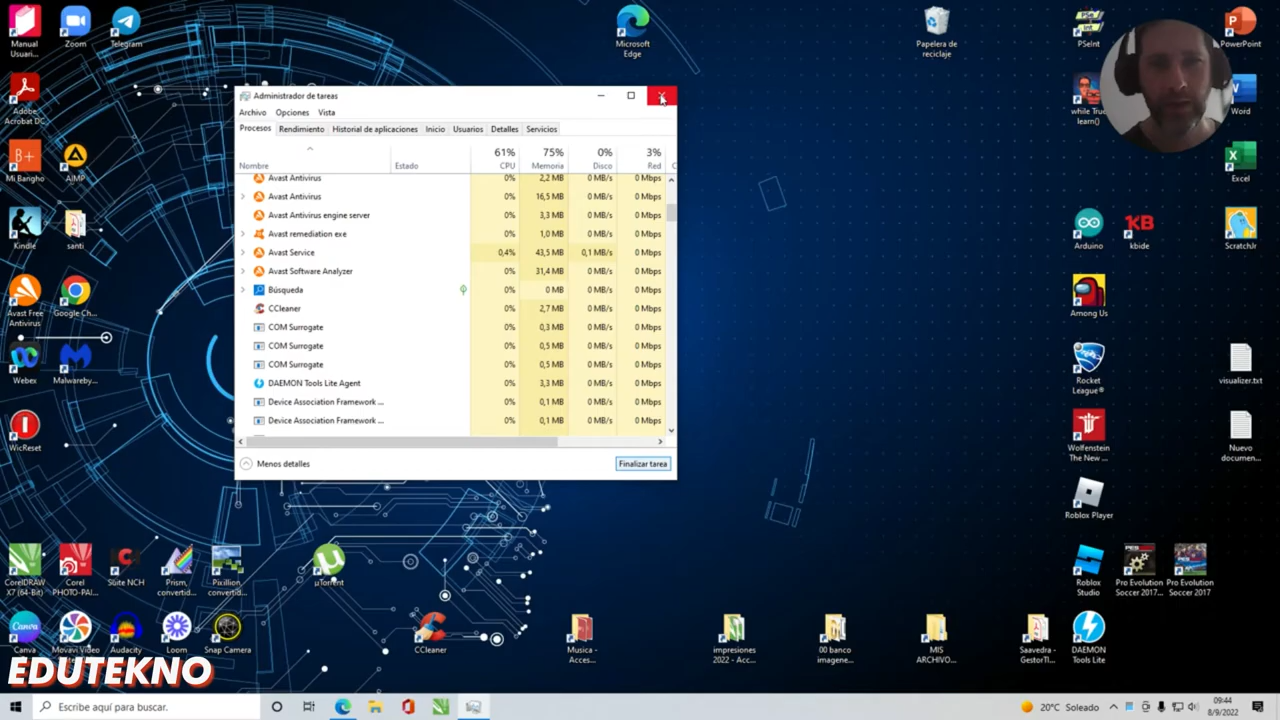 Manual
Usuari...
Zoom
Telegram
Microsoft
Edge
Papelera de
reciclaje
PSeInt
PowerPoint
Adobe
Acrobat DC
while True:
learn()
Word
Mi Bangho
AIMP
Excel
Kindle
santi
Arduino
kbide
ScratchJr
Avast Free
Antivirus
Google Ch...
Among Us
Webex
Malwareby...
Rocket
League®
visualizer.txt
WicReset
Wolfenstein
The New ...
Nuevo
documen...
Roblox Player
Administrador de tareas
Archivo Opciones Vista
Procesos Rendimiento Historial de aplicaciones Inicio Usuarios Detalles Servicios
61% 75% 0% 3%
Nombre Estado CPU Memoria Disco Red C
Avast Antivirus 0% 2,2 MB 0 MB/s 0 Mbps
Avast Antivirus 0% 16,5 MB 0 MB/s 0 Mbps
Avast Antivirus engine server 0% 3,3 MB 0 MB/s 0 Mbps
Avast remediation exe 0% 1,0 MB 0 MB/s 0 Mbps
Avast Service 0,4% 43,5 MB 0,1 MB/s 0 Mbps
Avast Software Analyzer 0% 31,4 MB 0 MB/s 0 Mbps
Búsqueda 0% 0 MB 0 MB/s 0 Mbps
CCleaner 0% 2,7 MB 0 MB/s 0 Mbps
COM Surrogate 0% 0,3 MB 0 MB/s 0 Mbps
COM Surrogate 0% 0,5 MB 0 MB/s 0 Mbps
COM Surrogate 0% 0,5 MB 0 MB/s 0 Mbps
DAEMON Tools Lite Agent 0% 3,3 MB 0 MB/s 0 Mbps
Device Association Framework ... 0% 0,1 MB 0 MB/s 0 Mbps
Device Association Framework ... 0% 0,1 MB 0 MB/s 0 Mbps
Menos detalles
Finalizar tarea
CorelDRAW
X7 (64-Bit)
Corel
PHOTO-PAI...
Suite NCH
Prism,
convertid...
Pixillion,
convertid...
µTorrent
Roblox
Studio
Pro Evolution
Soccer 2017...
Pro Evolution
Soccer 2017
Canva
Movavi Video
Audacity
Loom
Snap Camera
CCleaner
Musica -
Acces...
impresiones
2022 - Acc...
00 banco
imagene...
MIS
ARCHIVO...
Saavedra -
GestorTI...
DAEMON
Tools Lite
EDUTEKNO
Escribe aquí para buscar.
20°C Soleado
09:44
8/9/2022